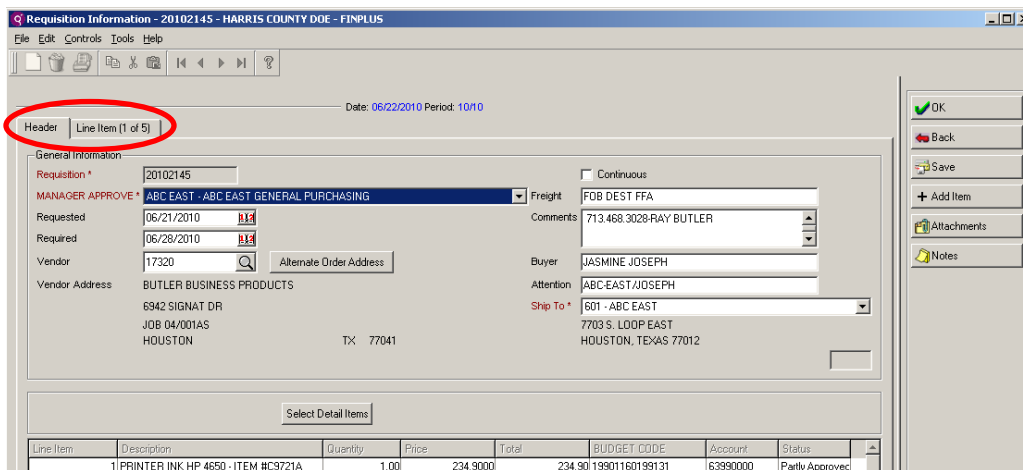 Requisition Information - 20102145 - HARRIS COUNTY DOE - FINPLUS
File Edit Controls Tools Help
Date: 06/22/2010 Period: 10/10
Header Line Item (1 of 5)
General Information
Requisition * 20102145 Continuous
MANAGER APPROVE * ABC EAST - ABC EAST GENERAL PURCHASING Freight FOB DEST FFA
Requested 06/21/2010 Comments 713.468.3028-RAY BUTLER
Required 06/28/2010
Vendor 17320 Alternate Order Address Buyer JASMINE JOSEPH
Vendor Address BUTLER BUSINESS PRODUCTS Attention ABC-EAST/JOSEPH
6942 SIGNAT DR Ship To * 601 - ABC EAST
JOB 04/001AS 7703 S. LOOP EAST
HOUSTON TX 77041 HOUSTON, TEXAS 77012
OK
Back
Save
Add Item
Attachments
Notes
Select Detail Items
Line Item Description Quantity Price Total BUDGET CODE Account Status
1 PRINTER INK HP 4650 - ITEM #C9721A 1.00 234.9000 234.90 19901160199131 63990000 Partly Approved